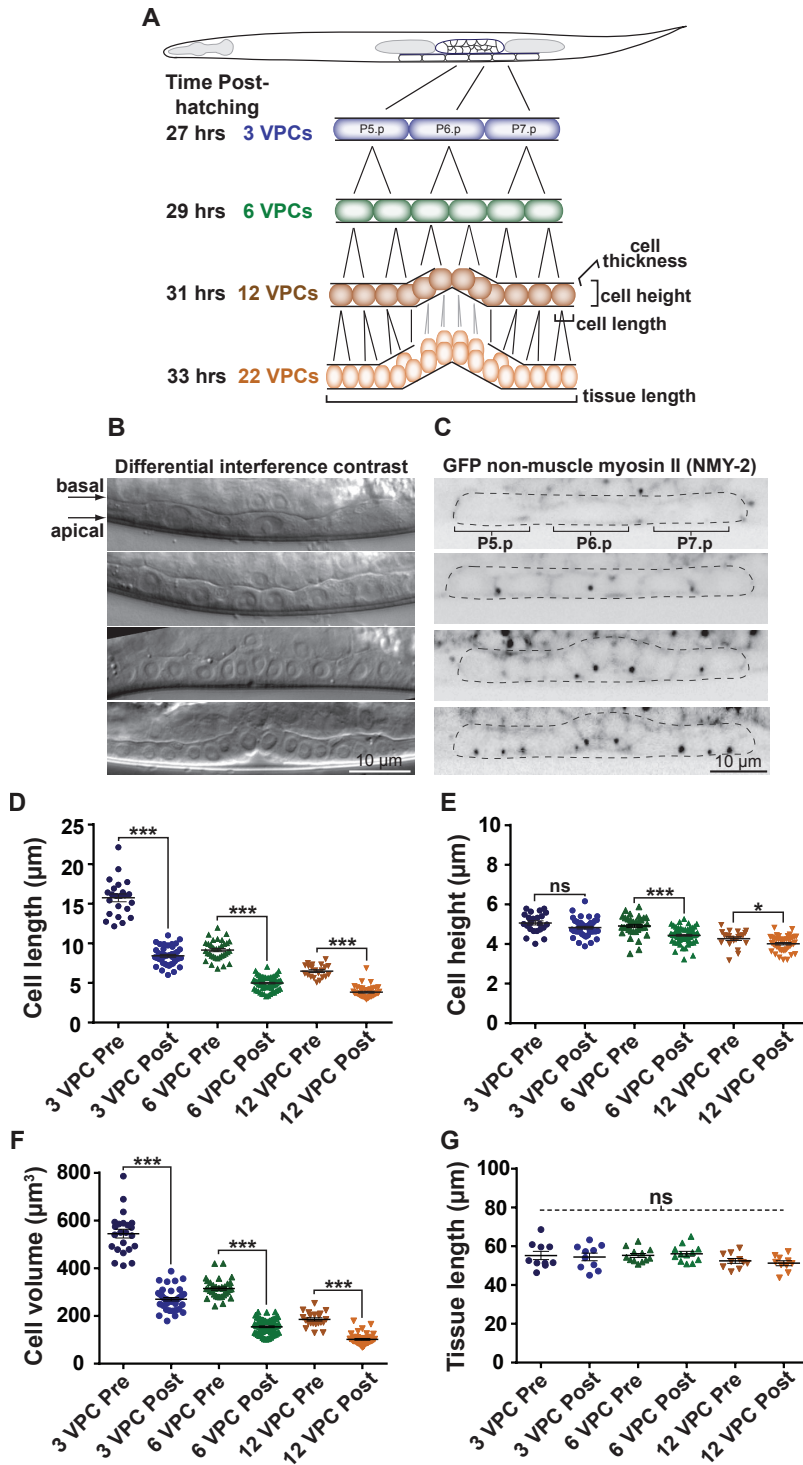 A
Time Post-
hatching
27 hrs 3 VPCs
P5.p P6.p P7.p
29 hrs 6 VPCs
31 hrs 12 VPCs
cell
thickness
cell height
cell length
33 hrs 22 VPCs
tissue length
B
Differential interference contrast
basal
apical
10 µm
C
GFP non-muscle myosin II (NMY-2)
P5.p P6.p P7.p
10 µm
D
Cell length (µm)
25
20
15
10
5
0
*** *** ***
3 VPC Pre
3 VPC Post
6 VPC Pre
6 VPC Post
12 VPC Pre
12 VPC Post
E
Cell height (µm)
10
8
6
4
2
0
ns *** *
3 VPC Pre
3 VPC Post
6 VPC Pre
6 VPC Post
12 VPC Pre
12 VPC Post
F
Cell volume (µm³)
800
600
400
200
0
*** *** ***
3 VPC Pre
3 VPC Post
6 VPC Pre
6 VPC Post
12 VPC Pre
12 VPC Post
G
Tissue length (µm)
100
80
60
40
20
0
ns
3 VPC Pre
3 VPC Post
6 VPC Pre
6 VPC Post
12 VPC Pre
12 VPC Post